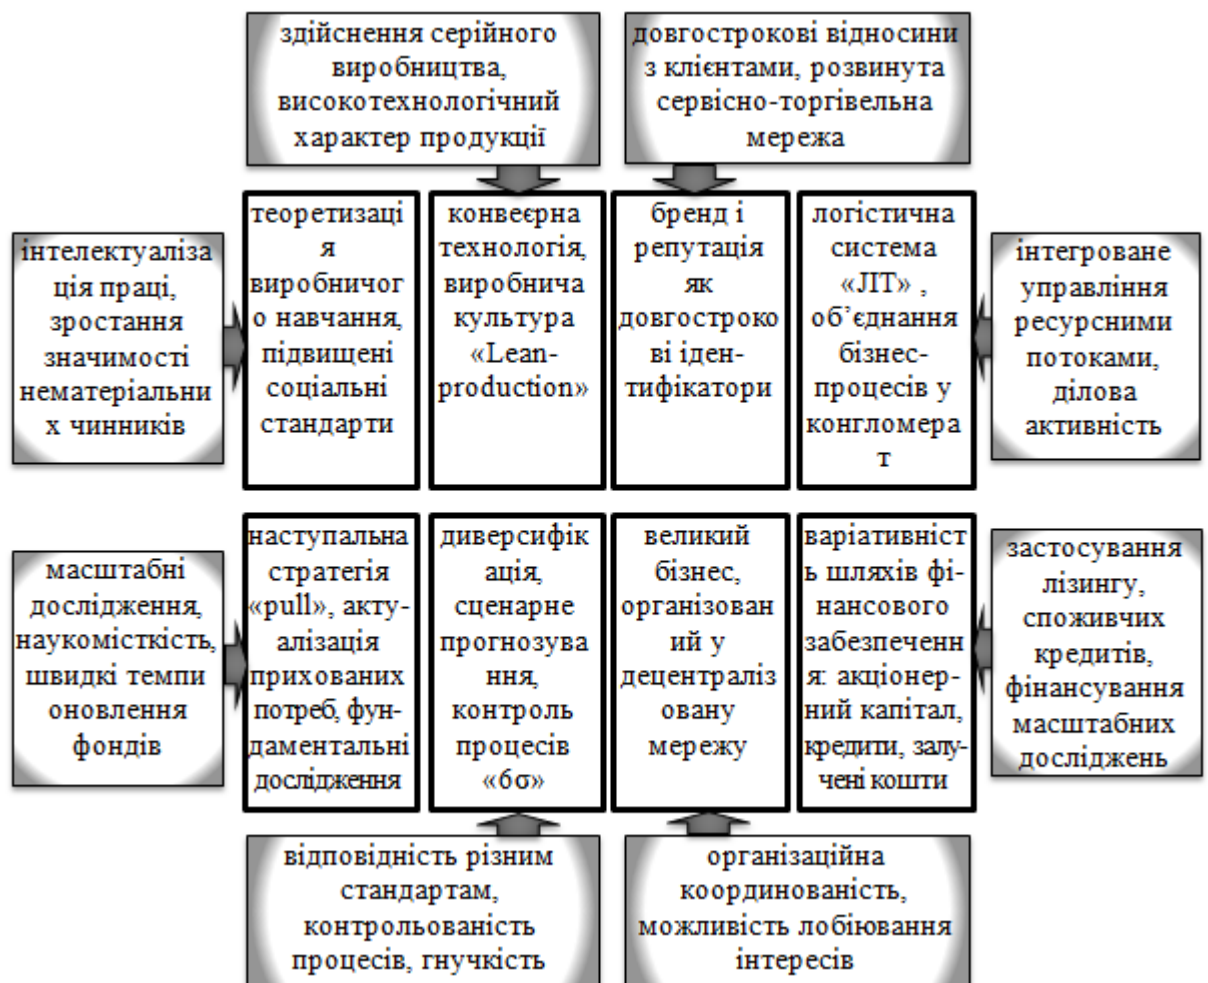 здійснення серійного
виробництва,
високотехнологічний
характер продукції
довгострокові відносини
з клієнтами, розвинута
сервісно-торгівельна
мережа
інтелектуаліза
ція праці,
зростання
значимості
нематеріальни
х чинників
теоретизаці
я
виробничог
о навчання,
підвищені
соціальні
стандарти
конвеєрна
технологія,
виробнича
культура
«Lean-
production»
бренд і
репутація
як
довгостроко
ві іден-
тифікатори
логістична
система
«ЛТ» ,
об’єднання
бізнес-
процесів у
конгломера
т
інтегроване
управління
ресурсними
потоками,
ділова
активність
масштабні
дослідження,
наукомісткість,
швидкі темпи
оновлення
фондів
наступальна
стратегія
«pull», акту-
алізація
прихованих
потреб, фун-
даментальні
дослідження
диверсифік
ація,
сценарне
прогнозува
ння,
контроль
процесів
«6σ»
великий
бізнес,
організован
ий у
децентраліз
овану
мережу
варіативніст
ь шляхів фі-
нансового
забезпеченн
я: акціонер-
ний капітал,
кредити, залу-
чені кошти
застосування
лізингу,
споживчих
кредитів,
фінансування
масштабних
досліджень
відповідність різним
стандартам,
контрольованість
процесів, гнучкість
організаційна
координованість,
можливість лобіювання
інтересів